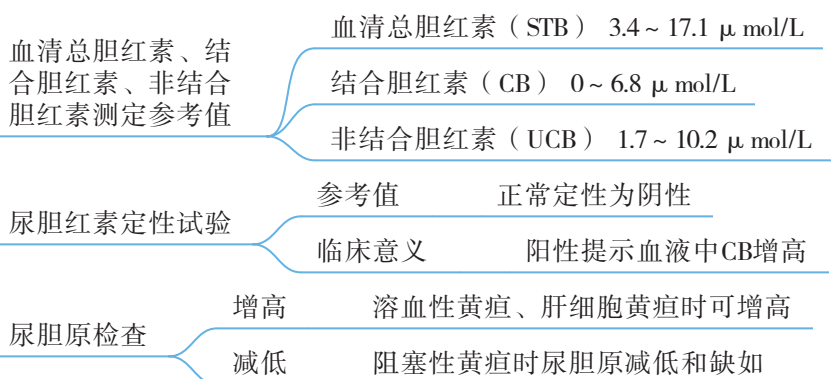 血清总胆红素、结
合胆红素、非结合
胆红素测定参考值
血清总胆红素（STB） 3.4～17.1 μmol/L
结合胆红素（CB） 0～6.8 μmol/L
非结合胆红素（UCB） 1.7～10.2 μmol/L
尿胆红素定性试验
参考值 正常定性为阴性
临床意义 阳性提示血液中CB增高
尿胆原检查
增高 溶血性黄疸、肝细胞黄疸时可增高
减低 阻塞性黄疸时尿胆原减低和缺如